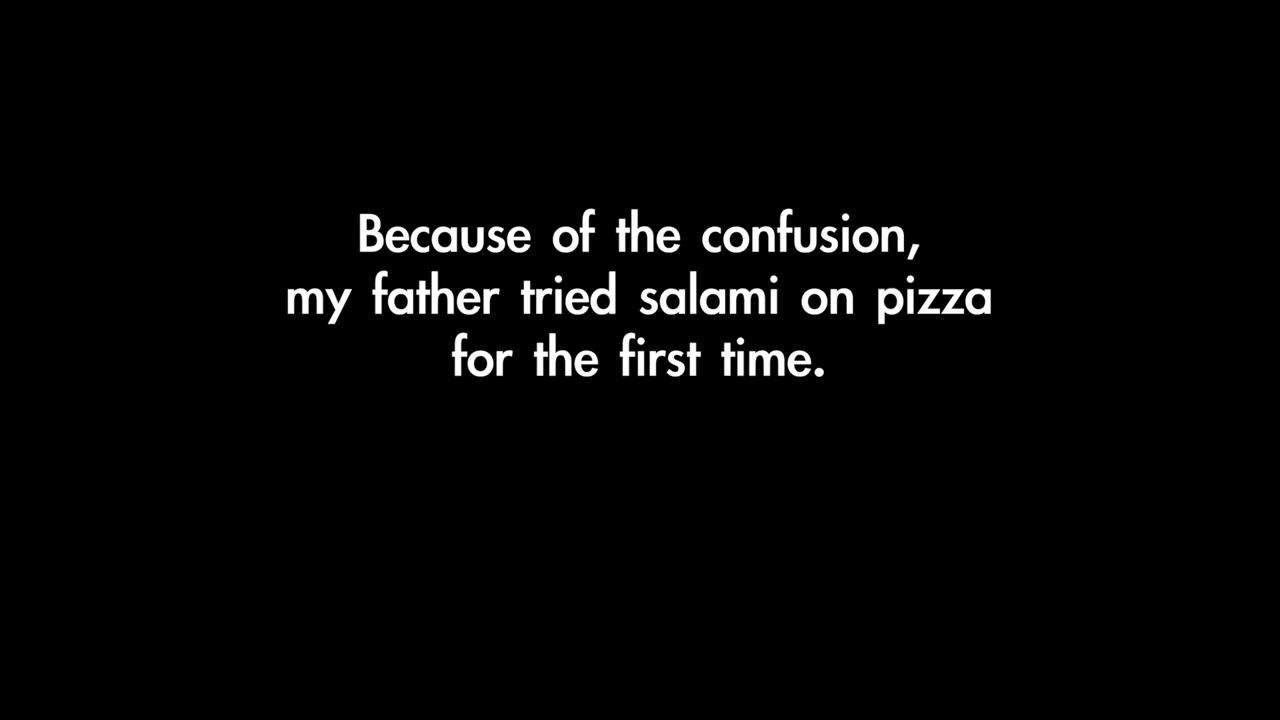 Because of the confusion,
my father tried salami on pizza
for the first time.